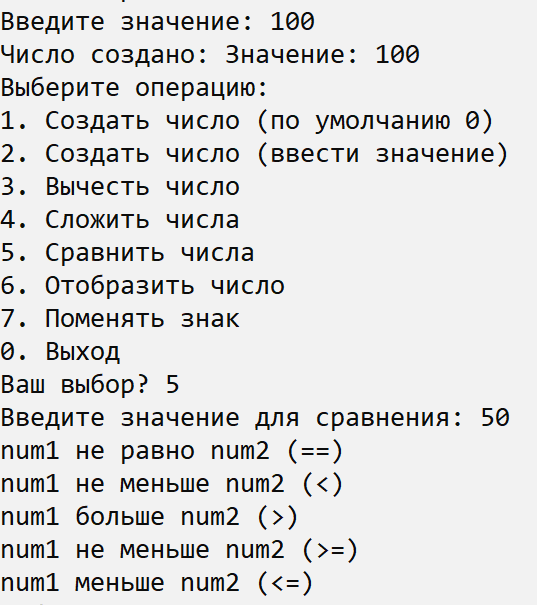 Введите значение: 100
Число создано: Значение: 100
Выберите операцию:
1. Создать число (по умолчанию 0)
2. Создать число (ввести значение)
3. Вычесть число
4. Сложить числа
5. Сравнить числа
6. Отобразить число
7. Поменять знак
0. Выход
Ваш выбор? 5
Введите значение для сравнения: 50
num1 не равно num2 (==)
num1 не меньше num2 (<)
num1 больше num2 (>)
num1 не меньше num2 (>=)
num1 меньше num2 (<=)